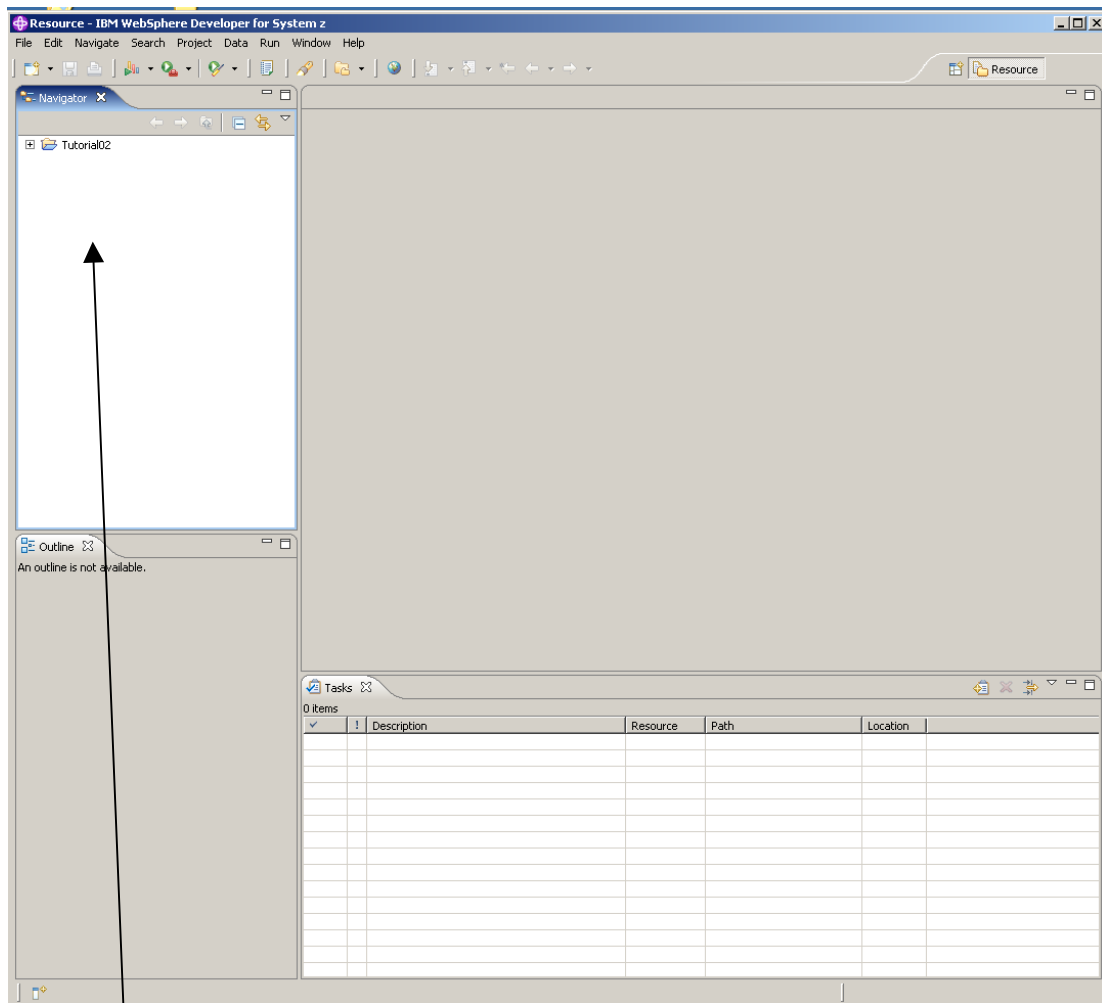 Resource - IBM WebSphere Developer for System z
File Edit Navigate Search Project Data Run Window Help
Resource
Navigator
Tutorial02
Outline
An outline is not available.
Tasks
0 items
! Description Resource Path Location